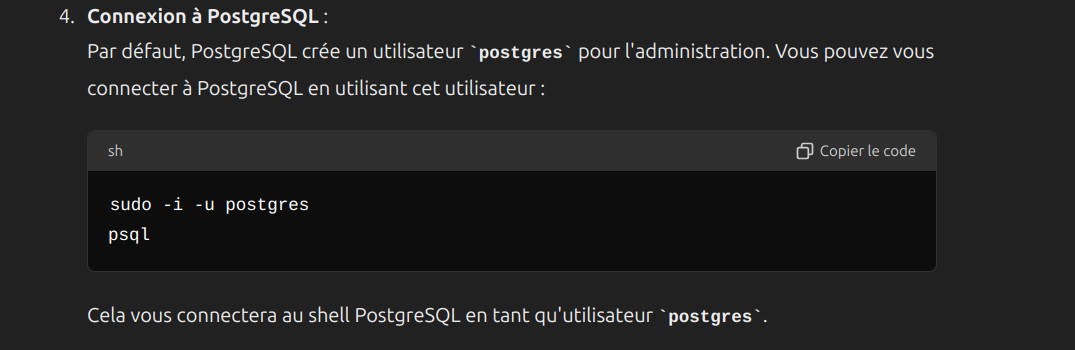 4. Connexion à PostgreSQL :
Par défaut, PostgreSQL crée un utilisateur `postgres` pour l'administration. Vous pouvez vous
connecter à PostgreSQL en utilisant cet utilisateur :
sh Copier le code
sudo -i -u postgres
psql
Cela vous connectera au shell PostgreSQL en tant qu'utilisateur `postgres`.